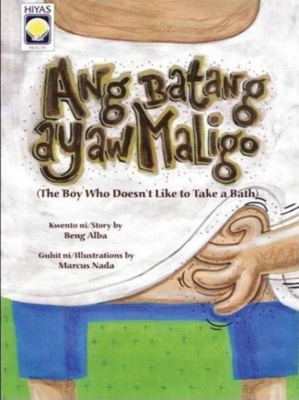 HIYAS
Ang Batang
ayaw Maligo
(The Boy Who Doesn't Like to Take a Bath)
Kwento ni/Story by
Beng Alba
Guhit ni/Illustrations by
Marcus Nada